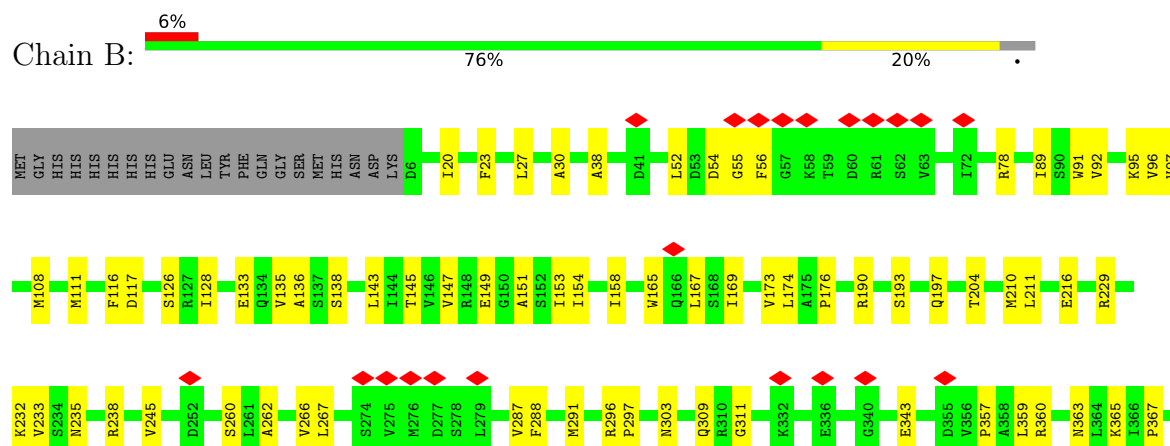 6%
Chain B:
76% 20% •
MET GLY HIS HIS HIS HIS HIS HIS GLU ASN LEU TYR PHE GLN GLY SER MET HIS ASN ASP LYS D6 I20 F23 L27 A30 A38 D41 L52 D53 D54 G55 F56 G57 K58 T59 D60 R61 S62 V63 I72 R78 I89 S90 W91 V92 K95 V96
M108 M111 F116 D117 S126 R127 I128 E133 Q134 V135 A136 S137 S138 L143 I144 T145 V146 V147 R148 E149 G150 A151 S152 I153 I154 I158 W165 Q166 L167 S168 I169 V173 L174 A175 P176 R190 S193 Q197 T204 M210 L211 E216 R229
K232 V233 S234 N235 R238 V245 D252 S260 L261 A262 V266 L267 S274 V275 M276 D277 S278 L279 V287 F288 M291 R296 P297 N303 Q309 R310 G311 K332 E336 G340 E343 D355 V356 P357 A358 L359 R360 N363 L364 K365 I366 P367